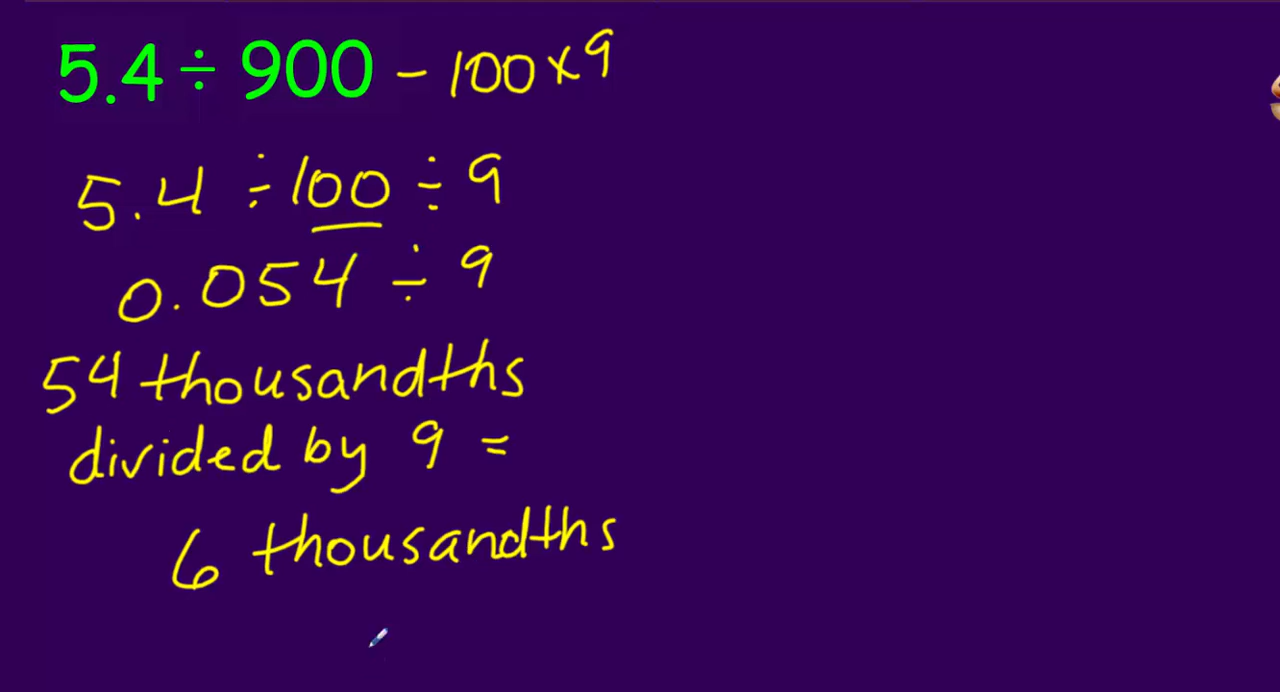 5.4 ÷ 900 - 100 x 9
5.4 ÷ 100 ÷ 9
0.054 ÷ 9
54 thousandths
divided by 9 =
6 thousandths